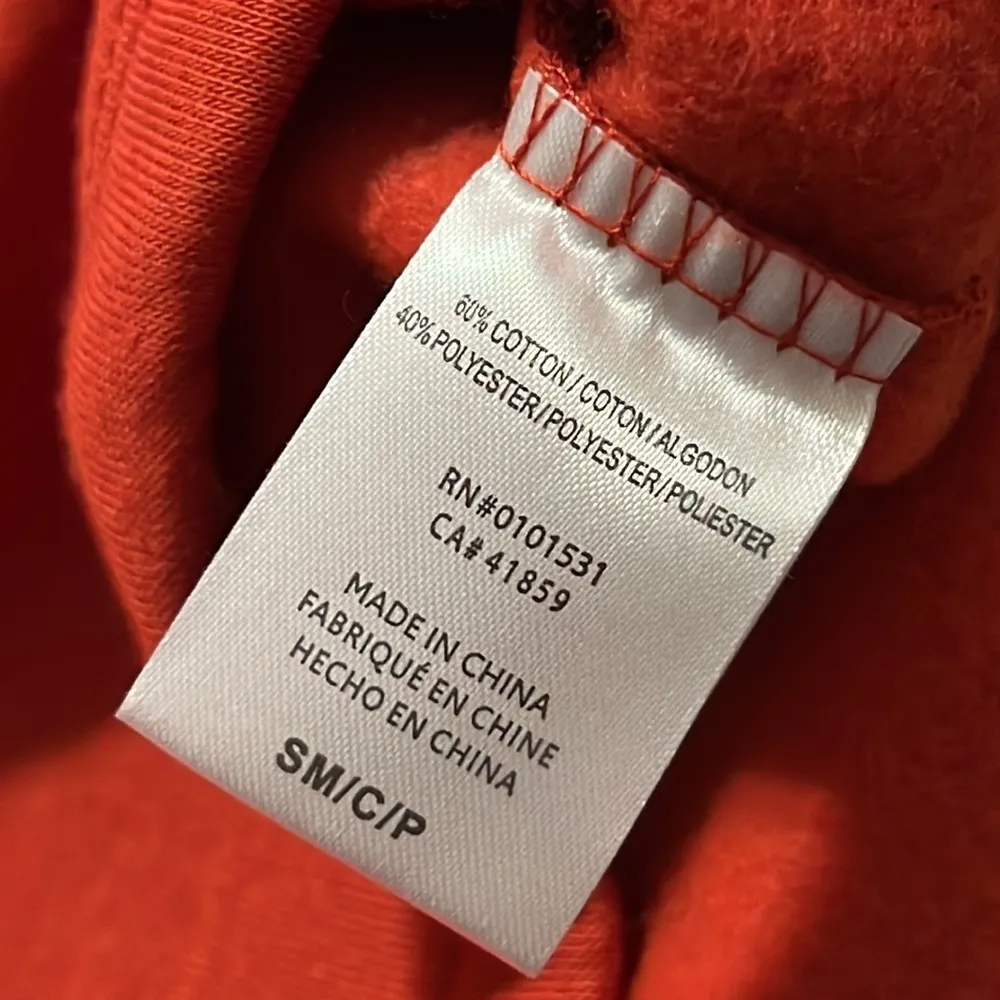 60% COTTON/COTON/ALGODON
40%POLYESTER/POLYESTER/POLIESTER
RN#0101531
CA#41859
MADE IN CHINA
FABRIQUÉ EN CHINE
HECHO EN CHINA
SM/C/P